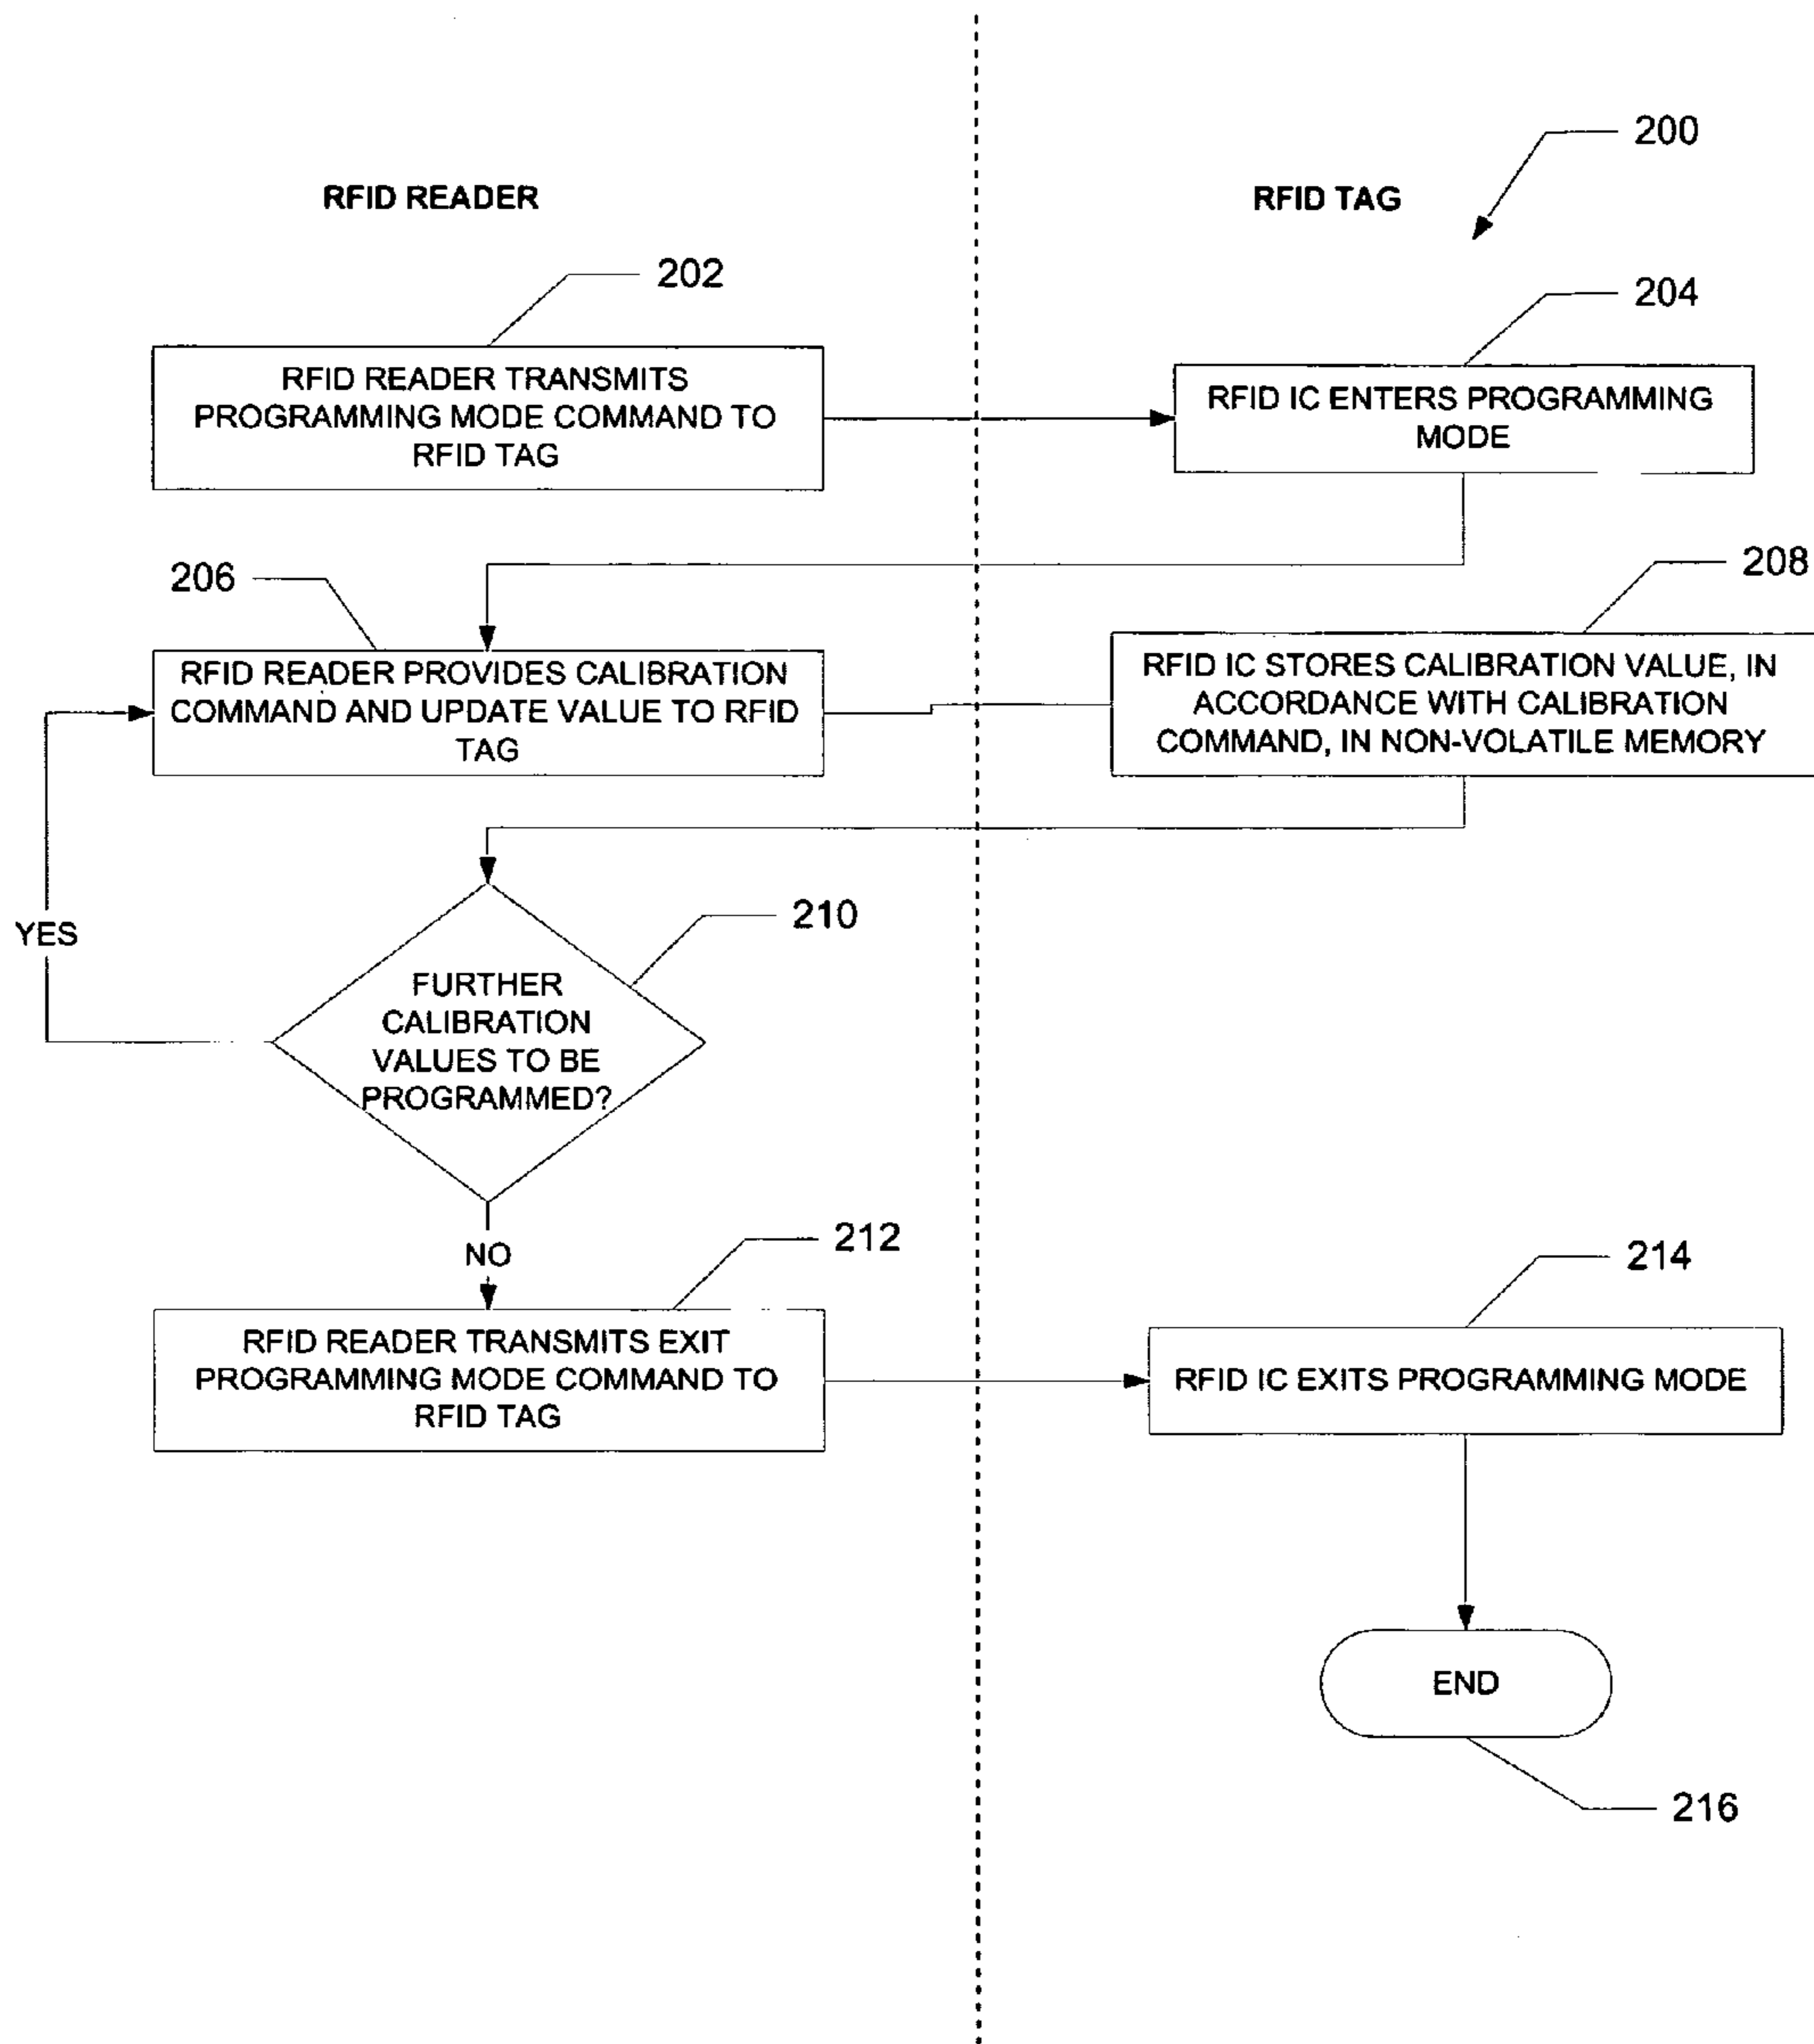 200
RFID READER
RFID TAG
202
204
RFID READER TRANSMITS
PROGRAMMING MODE COMMAND TO
RFID TAG
RFID IC ENTERS PROGRAMMING
MODE
206
208
RFID READER PROVIDES CALIBRATION
COMMAND AND UPDATE VALUE TO RFID
TAG
RFID IC STORES CALIBRATION VALUE, IN
ACCORDANCE WITH CALIBRATION
COMMAND, IN NON-VOLATILE MEMORY
YES
210
FURTHER
CALIBRATION
VALUES TO BE
PROGRAMMED?
NO
212
214
RFID READER TRANSMITS EXIT
PROGRAMMING MODE COMMAND TO
RFID TAG
RFID IC EXITS PROGRAMMING MODE
END
216